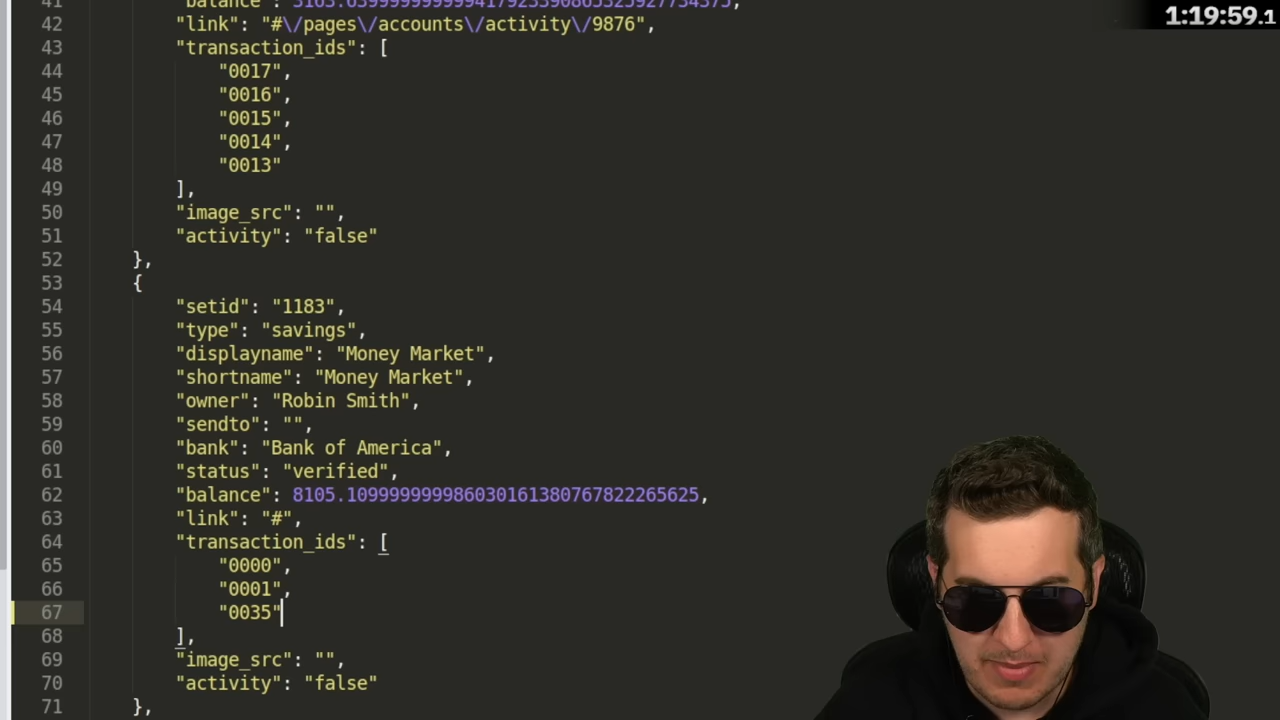 1:19:59.1
42 "link": "#\/pages\/accounts\/activity\/9876",
43 "transaction_ids": [
44 "0017",
45 "0016",
46 "0015",
47 "0014",
48 "0013"
49 ],
50 "image_src": "",
51 "activity": "false"
52 },
53 {
54 "setid": "1183",
55 "type": "savings",
56 "displayname": "Money Market",
57 "shortname": "Money Market",
58 "owner": "Robin Smith",
59 "sendto": "",
60 "bank": "Bank of America",
61 "status": "verified",
62 "balance": 8105.109999999986030161380767822265625,
63 "link": "#",
64 "transaction_ids": [
65 "0000",
66 "0001",
67 "0035"
68 ],
69 "image_src": "",
70 "activity": "false"
71 },